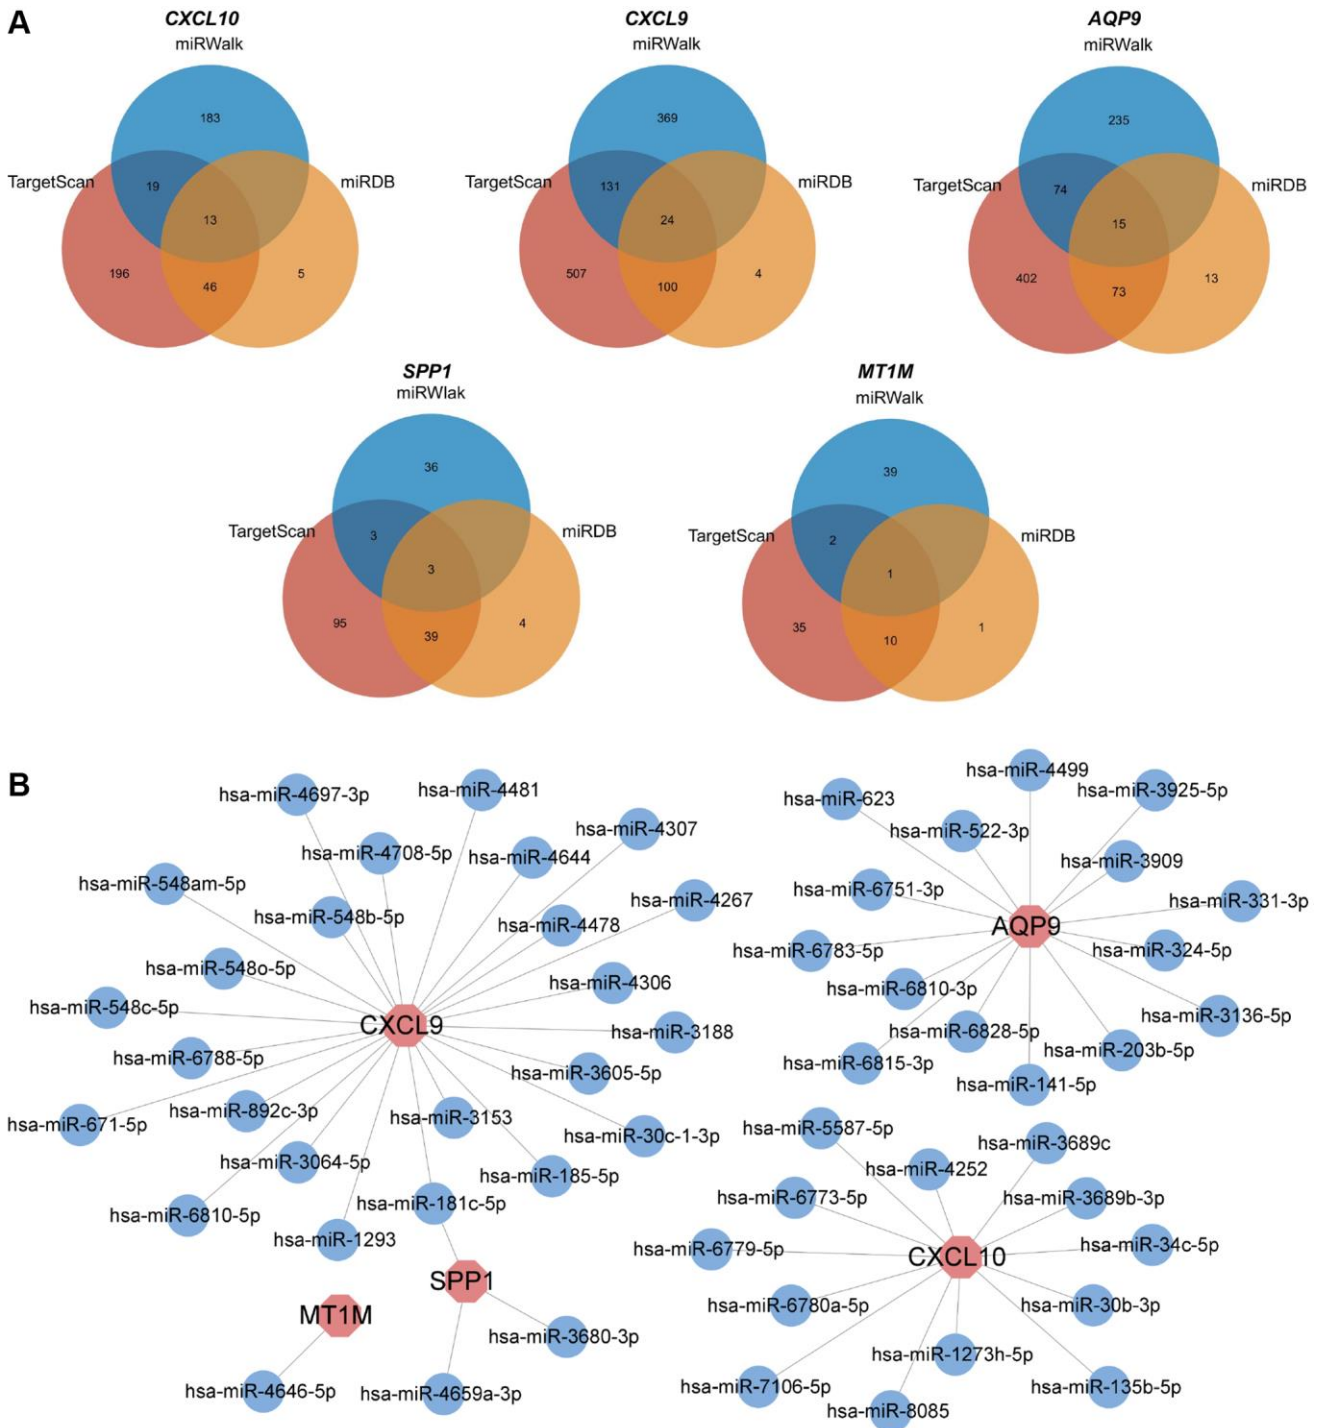 A
CXCL10
miRWalk
183
TargetScan
19
miRDB
13
196
46
5
CXCL9
miRWalk
369
TargetScan
131
miRDB
24
507
100
4
AQP9
miRWalk
235
TargetScan
74
miRDB
15
402
73
13
SPP1
miRWlak
36
TargetScan
3
miRDB
3
95
39
4
MT1M
miRWalk
39
TargetScan
2
miRDB
1
35
10
1
B
hsa-miR-4697-3p
hsa-miR-4481
hsa-miR-4307
hsa-miR-4708-5p
hsa-miR-4644
hsa-miR-548am-5p
hsa-miR-4267
hsa-miR-548b-5p
hsa-miR-4478
hsa-miR-548o-5p
hsa-miR-4306
hsa-miR-548c-5p
CXCL9
hsa-miR-3188
hsa-miR-6788-5p
hsa-miR-3605-5p
hsa-miR-671-5p
hsa-miR-892c-3p
hsa-miR-3153
hsa-miR-30c-1-3p
hsa-miR-3064-5p
hsa-miR-185-5p
hsa-miR-181c-5p
hsa-miR-6810-5p
hsa-miR-1293
SPP1
MT1M
hsa-miR-3680-3p
hsa-miR-4646-5p
hsa-miR-4659a-3p
hsa-miR-4499
hsa-miR-623
hsa-miR-3925-5p
hsa-miR-522-3p
hsa-miR-3909
hsa-miR-6751-3p
hsa-miR-331-3p
AQP9
hsa-miR-6783-5p
hsa-miR-324-5p
hsa-miR-6810-3p
hsa-miR-3136-5p
hsa-miR-6828-5p
hsa-miR-203b-5p
hsa-miR-6815-3p
hsa-miR-141-5p
hsa-miR-5587-5p
hsa-miR-3689c
hsa-miR-4252
hsa-miR-6773-5p
hsa-miR-3689b-3p
hsa-miR-6779-5p
hsa-miR-34c-5p
CXCL10
hsa-miR-6780a-5p
hsa-miR-30b-3p
hsa-miR-1273h-5p
hsa-miR-7106-5p
hsa-miR-135b-5p
hsa-miR-8085